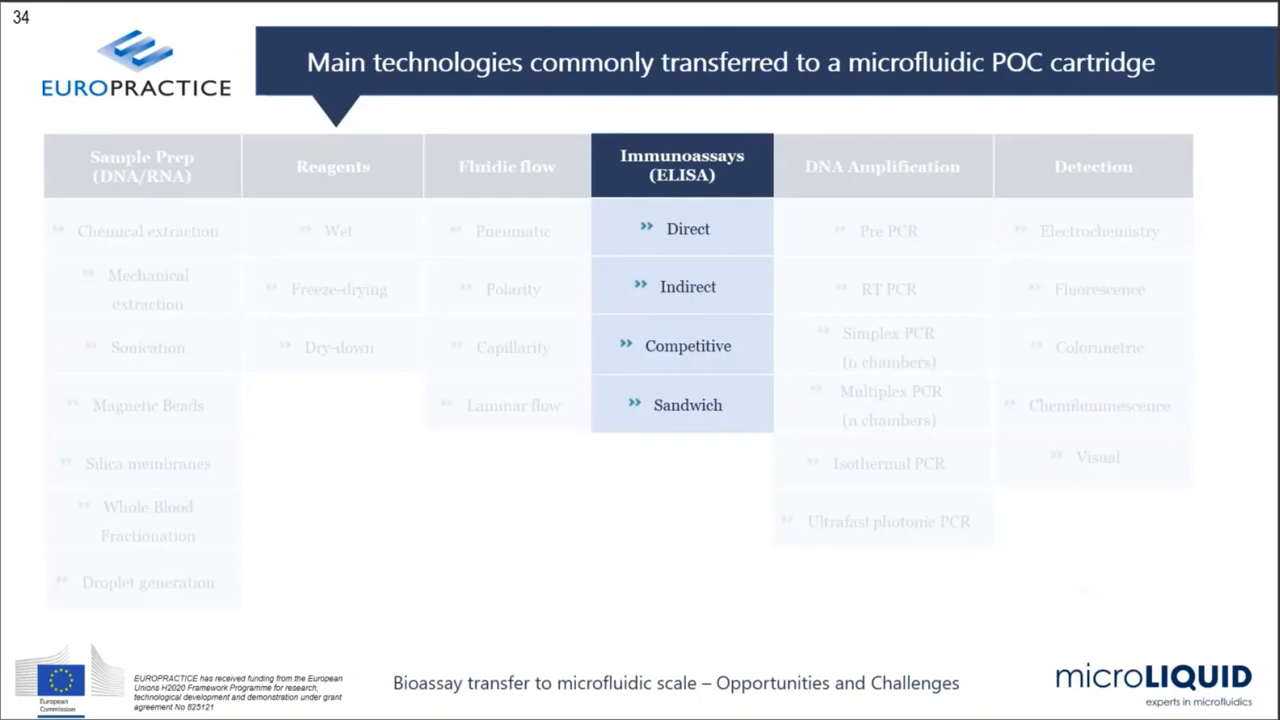 34
EUROPRACTICE
Main technologies commonly transferred to a microfluidic POC cartridge
Sample Prep
(DNA/RNA)
Chemical extraction
Mechanical
extraction
Sonication
Magnetic Beads
Silica membranes
Whole Blood
Fractionation
Droplet generation
Reagents
Wet
Freeze-drying
Dry-down
Fluidic flow
Pneumatic
Polarity
Capillarity
Laminar flow
Immunoassays
(ELISA)
Direct
Indirect
Competitive
Sandwich
DNA Amplification
Pre PCR
RT PCR
Simplex PCR
(n chambers)
Multiplex PCR
(n chambers)
Isothermal PCR
Ultrafast photonic PCR
Detection
Electrochemistry
Fluorescence
Colorimetric
Chemiluminescence
Visual
European
Commission
EUROPRACTICE has received funding from the European
Unions H2020 Framework Programme for research,
technological development and demonstration under grant
agreement No 825121
Bioassay transfer to microfluidic scale – Opportunities and Challenges
microLIQUID
experts in microfluidics